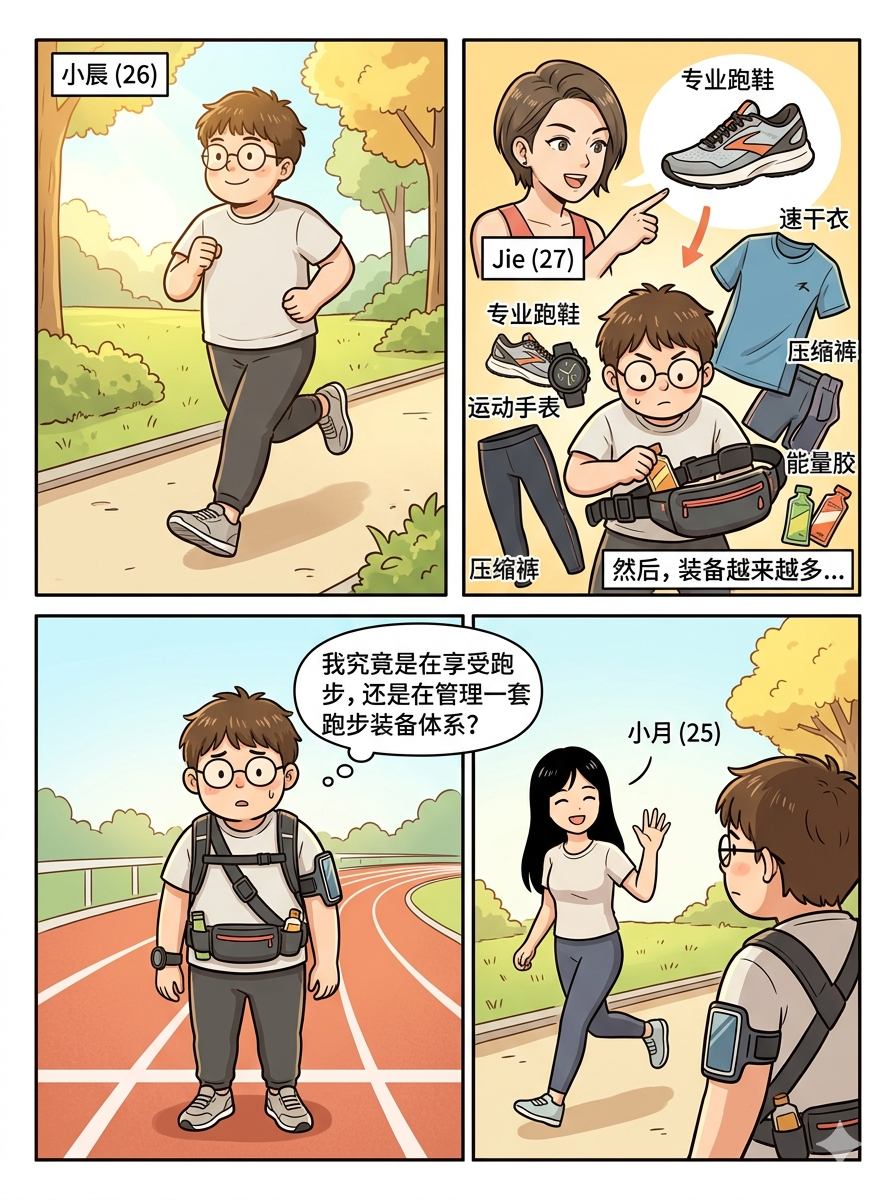 小辰 (26)
专业跑鞋
Jie (27)
速干衣
专业跑鞋
压缩裤
运动手表
能量胶
压缩裤
然后，装备越来越多...
我究竟是在享受跑
步，还是在管理一套
跑步装备体系？
小月 (25)